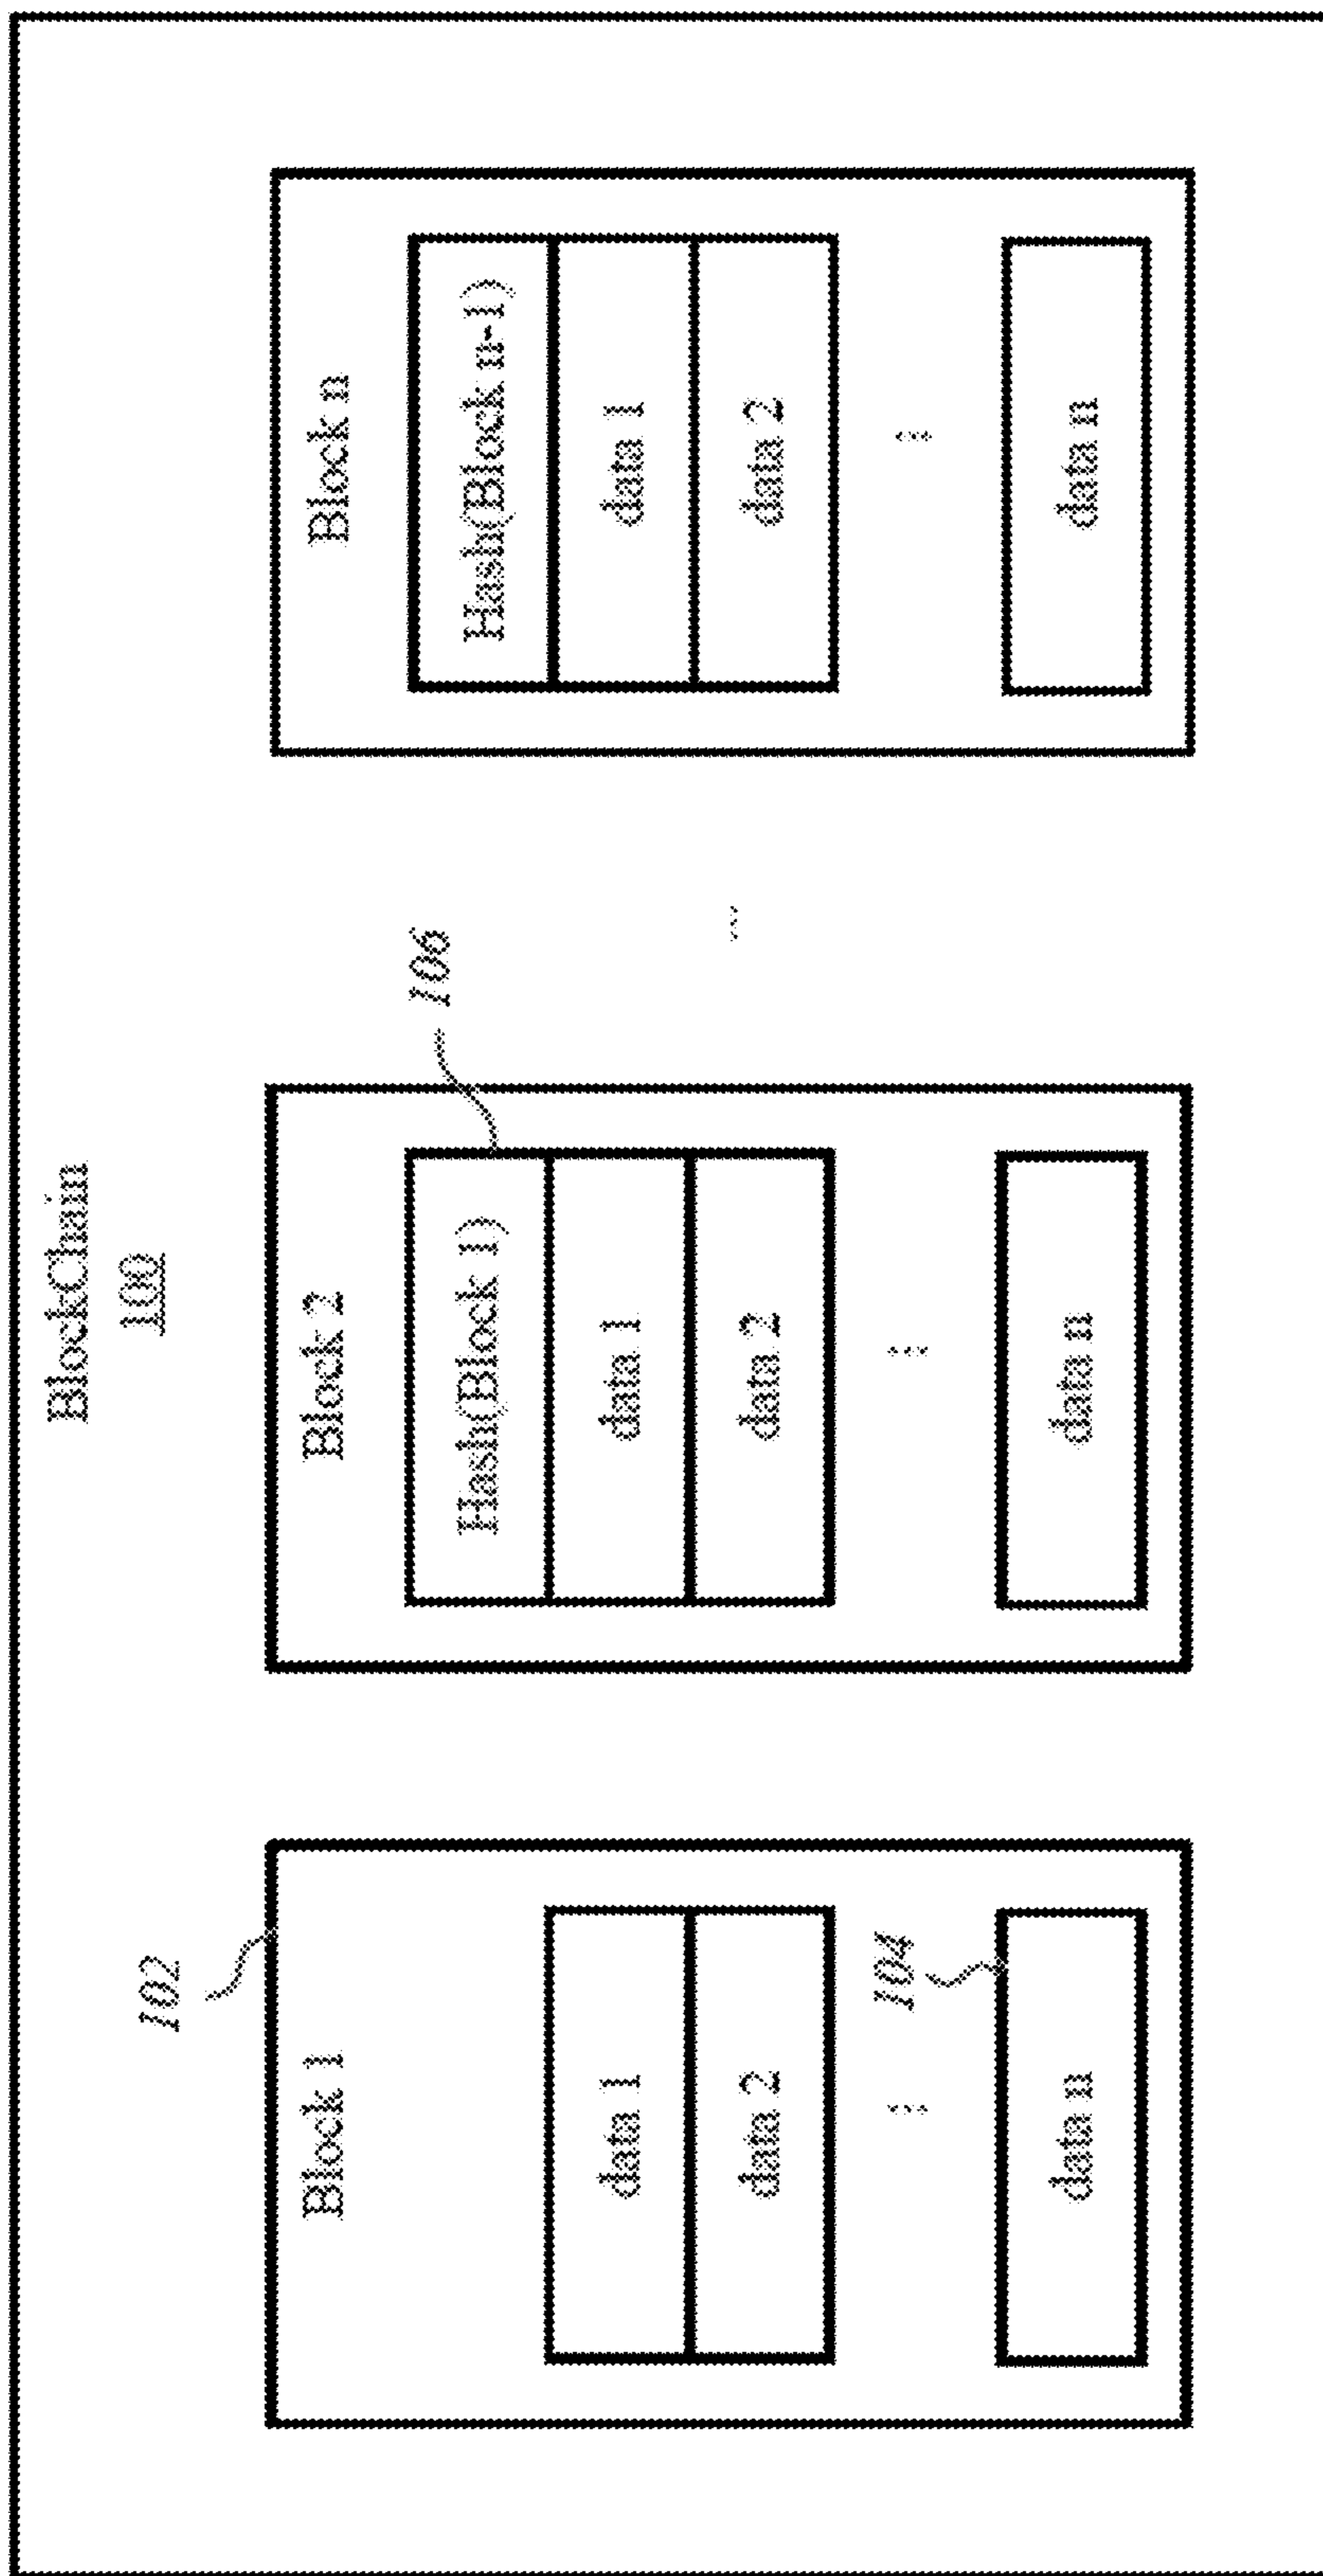 BlockChain
100
102
Block 1
data 1
data 2
⋮
104
data n
Block 2
106
Hash(Block 1)
data 1
data 2
⋮
data n
...
Block n
Hash(Block n-1)
data 1
data 2
⋮
data n